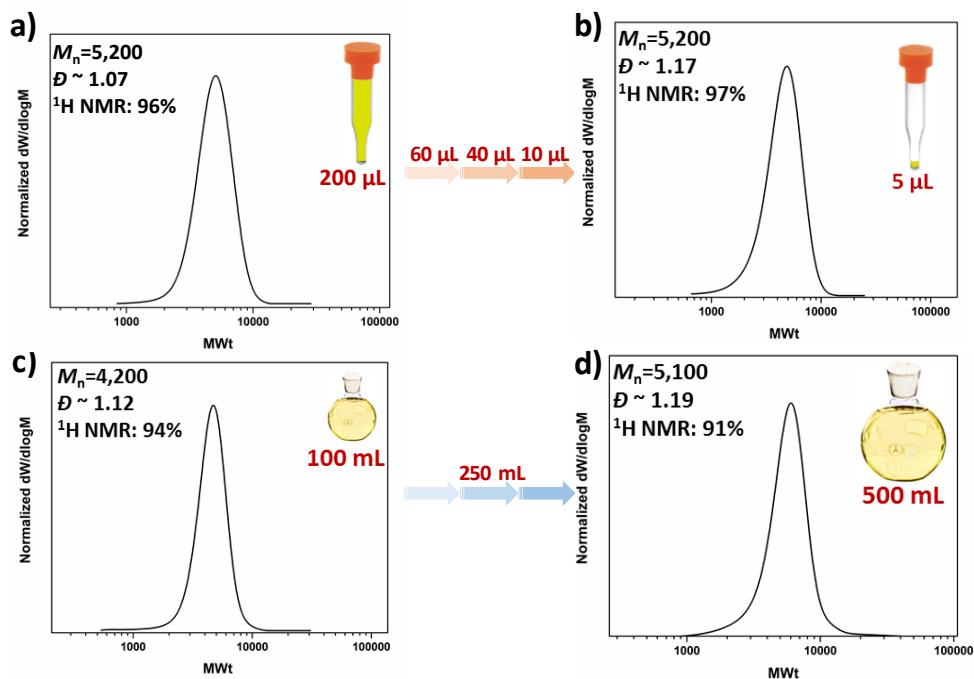 a)
Mn=5,200
Đ ~ 1.07
¹H NMR: 96%
200 µL
Normalized dW/dlogM
1000
10000
100000
MWt
60 µL 40 µL 10 µL
b)
Mn=5,200
Đ ~ 1.17
¹H NMR: 97%
5 µL
Normalized dW/dlogM
1000
10000
100000
MWt
c)
Mn=4,200
Đ ~ 1.12
¹H NMR: 94%
100 mL
Normalized dW/dlogM
1000
10000
100000
MWt
250 mL
d)
Mn=5,100
Đ ~ 1.19
¹H NMR: 91%
500 mL
Normalized dW/dlogM
1000
10000
100000
MWt